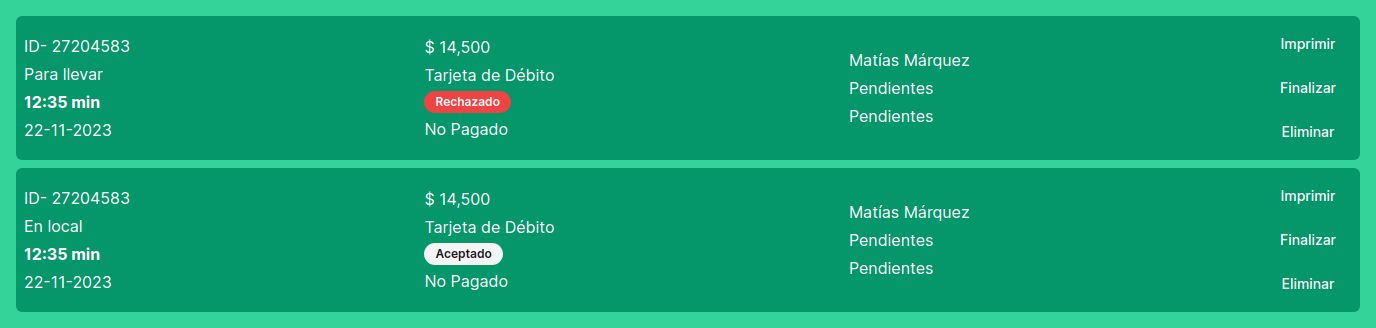 ID- 27204583
Para llevar
12:35 min
22-11-2023
$ 14,500
Tarjeta de Débito
Rechazado
No Pagado
Matías Márquez
Pendientes
Pendientes
Imprimir
Finalizar
Eliminar
ID- 27204583
En local
12:35 min
22-11-2023
$ 14,500
Tarjeta de Débito
Aceptado
No Pagado
Matías Márquez
Pendientes
Pendientes
Imprimir
Finalizar
Eliminar